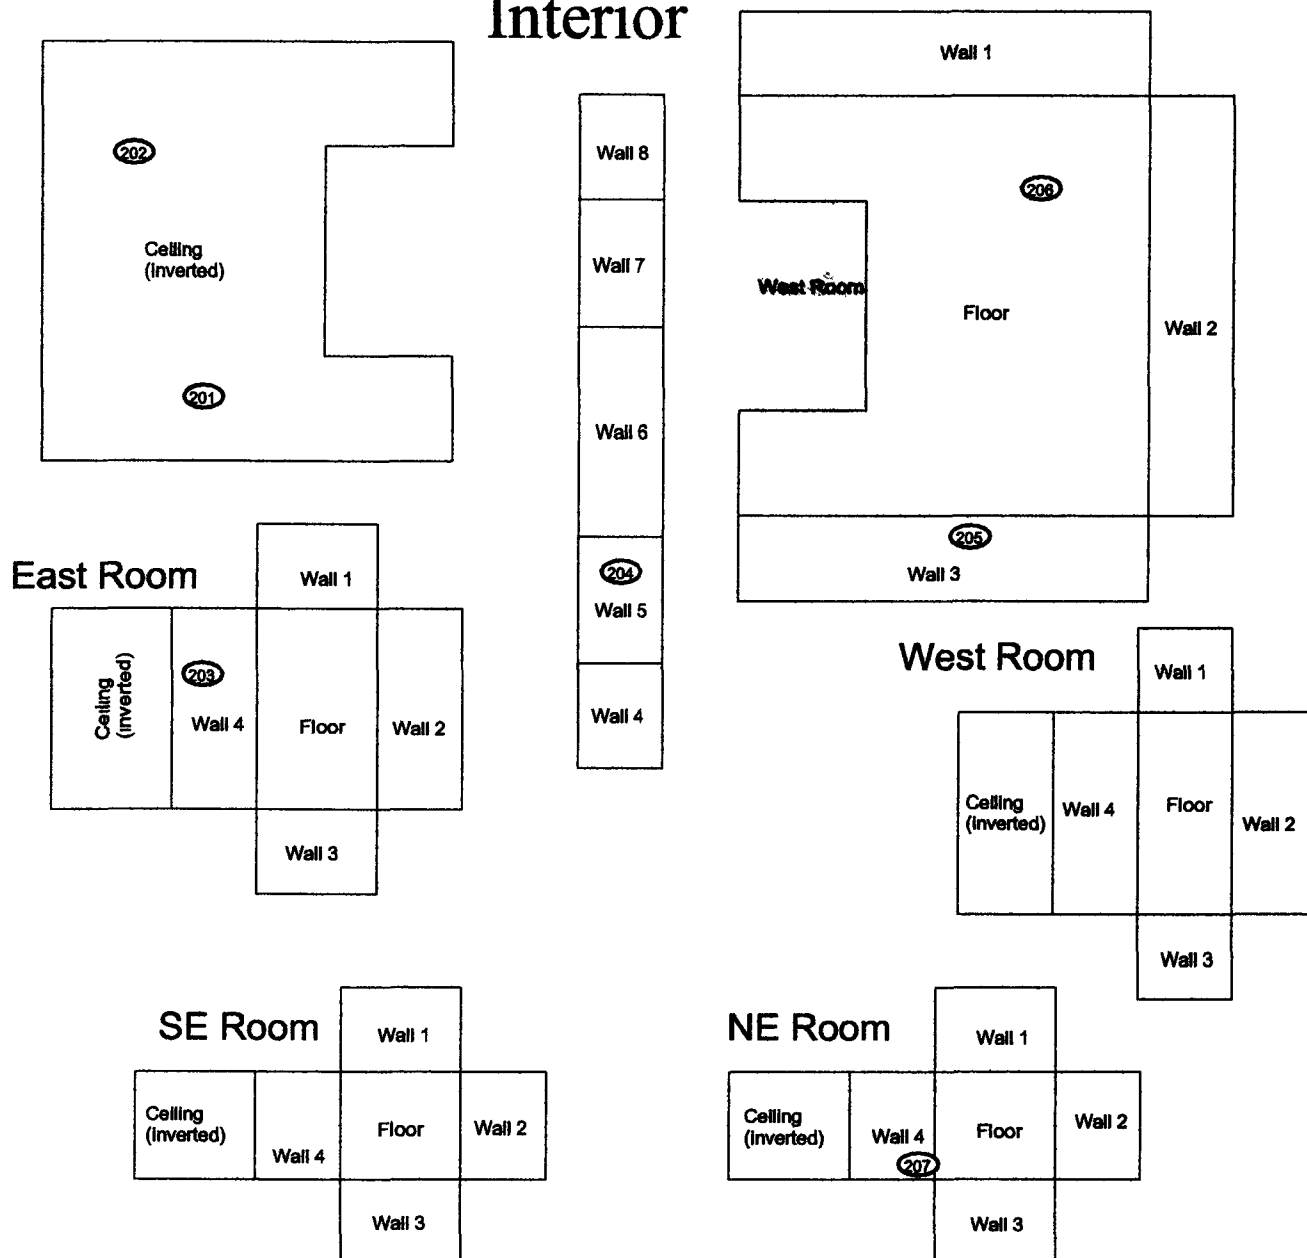 Interior
Wall 1
202
Ceiling
(inverted)
201
Wall 8
Wall 7
Wall 6
204
Wall 5
Wall 4
206
West Room
Floor
Wall 2
205
Wall 3
East Room
Wall 1
Ceiling
(inverted)
203
Wall 4
Floor
Wall 2
Wall 3
West Room
Wall 1
Ceiling
(inverted)
Wall 4
Floor
Wall 2
Wall 3
SE Room
Wall 1
Ceiling
(inverted)
Wall 4
Floor
Wall 2
Wall 3
NE Room
Wall 1
Ceiling
(inverted)
Wall 4
207
Floor
Wall 2
Wall 3